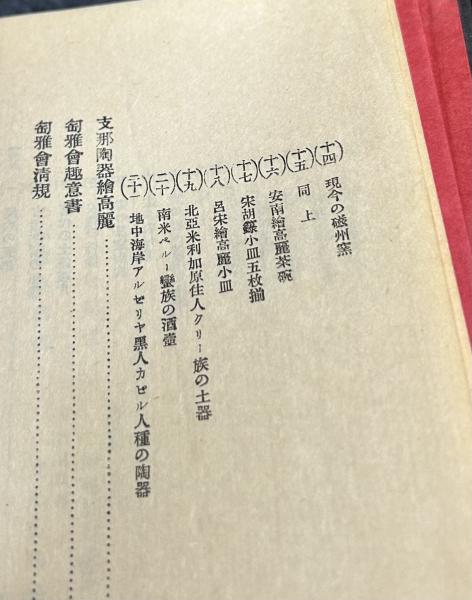 (十四) 現今の磁州窯
(十五) 同上
(十六) 安南繪高麗茶碗
(十七) 宋胡録小皿五枚揃
(十八) 呂宋繪高麗小皿
(十九) 北亞米利加原住人クリー族の土器
(二十) 南米ペルー蠻族の酒壺
(二十一) 地中海岸アルゼリヤ黑人カビル人種の陶器
支那陶器繪高麗
匋雅會趣意書
匋雅會淸規